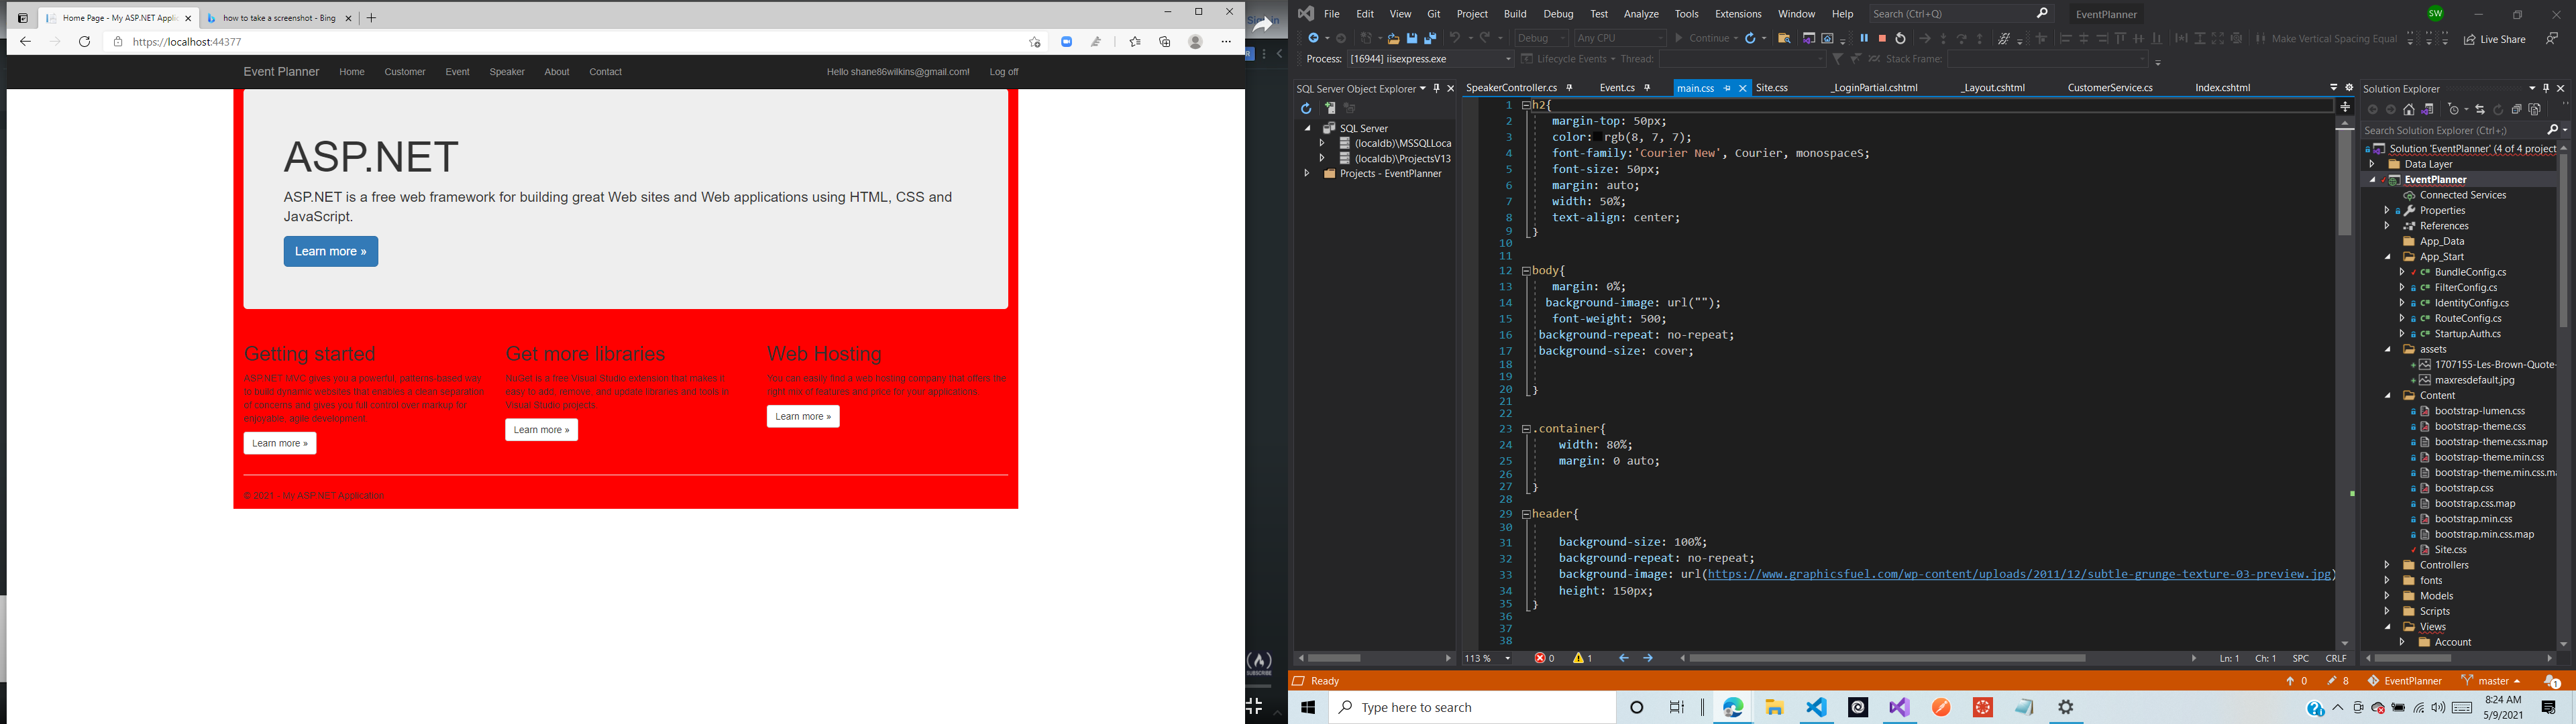 Home Page - My ASP.NET Applic
how to take a screenshot - Bing
https://localhost:44377
Event Planner Home Customer Event Speaker About Contact Hello shane86wilkins@gmail.com! Log off
ASP.NET
ASP.NET is a free web framework for building great Web sites and Web applications using HTML, CSS and
JavaScript.
Learn more »
Getting started
ASP.NET MVC gives you a powerful, patterns-based way
to build dynamic websites that enables a clean separation
of concerns and gives you full control over markup for
enjoyable, agile development.
Learn more »
Get more libraries
NuGet is a free Visual Studio extension that makes it
easy to add, remove, and update libraries and tools in
Visual Studio projects.
Learn more »
Web Hosting
You can easily find a web hosting company that offers the
right mix of features and price for your applications.
Learn more »
© 2021 - My ASP.NET Application
SUBSCRIBE
File Edit View Git Project Build Debug Test Analyze Tools Extensions Window Help Search (Ctrl+Q) EventPlanner SW
Debug Any CPU Continue Make Vertical Spacing Equal Live Share
Process: [16944] iisexpress.exe Lifecycle Events Thread: Stack Frame:
SQL Server Object Explorer
SQL Server
(localdb)\MSSQLLoca
(localdb)\ProjectsV13
Projects - EventPlanner
SpeakerController.cs Event.cs main.css Site.css _LoginPartial.cshtml _Layout.cshtml CustomerService.cs Index.cshtml
1 h2{
2 margin-top: 50px;
3 color: rgb(8, 7, 7);
4 font-family:'Courier New', Courier, monospaceS;
5 font-size: 50px;
6 margin: auto;
7 width: 50%;
8 text-align: center;
9 }
10
11
12 body{
13 margin: 0%;
14 background-image: url("");
15 font-weight: 500;
16 background-repeat: no-repeat;
17 background-size: cover;
18
19
20 }
21
22
23 .container{
24 width: 80%;
25 margin: 0 auto;
26
27 }
28
29 header{
30
31 background-size: 100%;
32 background-repeat: no-repeat;
33 background-image: url(https://www.graphicsfuel.com/wp-content/uploads/2011/12/subtle-grunge-texture-03-preview.jpg)
34 height: 150px;
35 }
36
37
38
113 % 0 1 Ln: 1 Ch: 1 SPC CRLF
Solution Explorer
Search Solution Explorer (Ctrl+;)
Solution 'EventPlanner' (4 of 4 project
Data Layer
EventPlanner
Connected Services
Properties
References
App_Data
App_Start
BundleConfig.cs
FilterConfig.cs
IdentityConfig.cs
RouteConfig.cs
Startup.Auth.cs
assets
1707155-Les-Brown-Quote-
maxresdefault.jpg
Content
bootstrap-lumen.css
bootstrap-theme.css
bootstrap-theme.css.map
bootstrap-theme.min.css
bootstrap-theme.min.css.ma
bootstrap.css
bootstrap.css.map
bootstrap.min.css
bootstrap.min.css.map
Site.css
Controllers
fonts
Models
Scripts
Views
Account
Ready 0 8 EventPlanner master 1
Type here to search
8:24 AM
5/9/2021